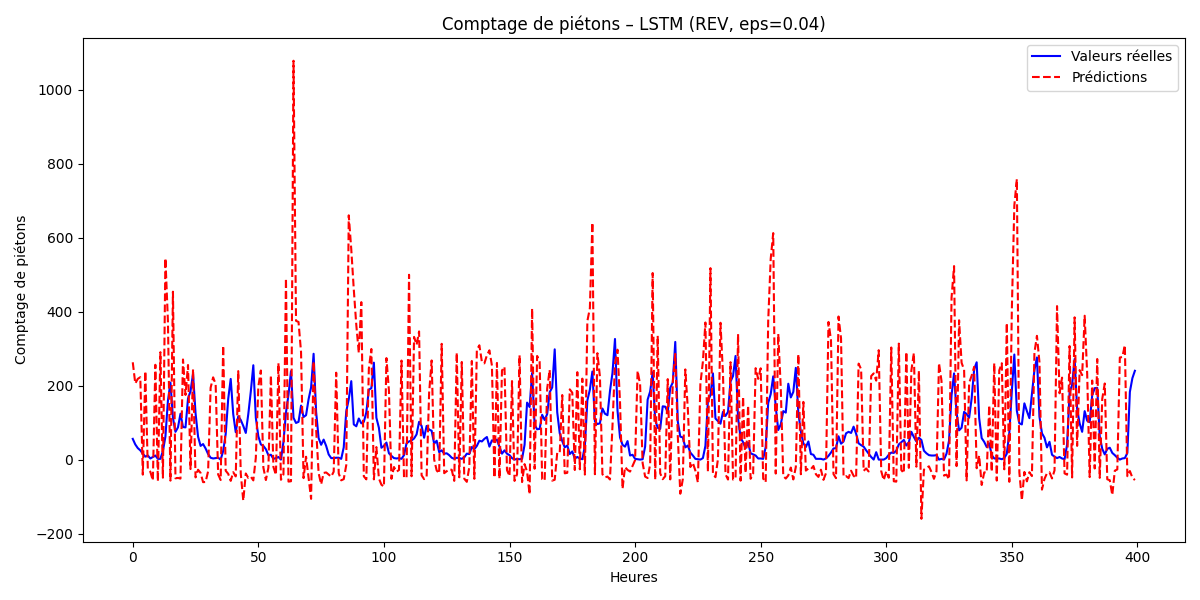 Comptage de piétons – LSTM (REV, eps=0.04)
Valeurs réelles
Prédictions
Comptage de piétons
1000
800
600
400
200
0
−200
0 50 100 150 200 250 300 350 400
Heures